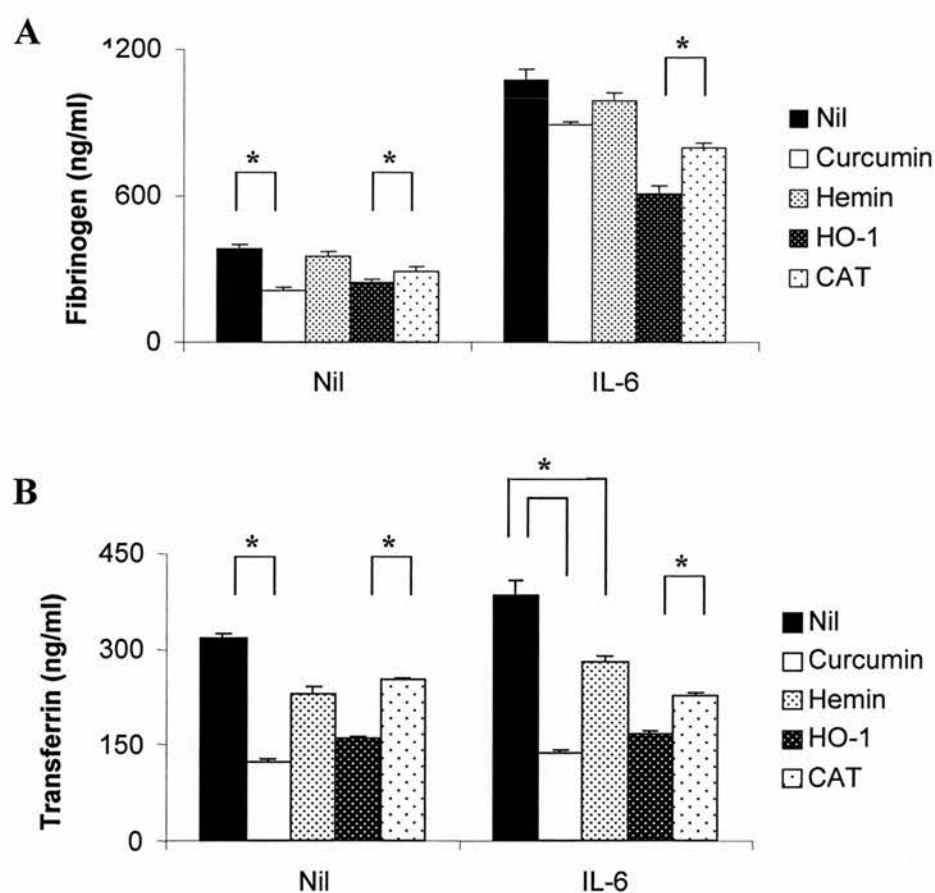 A
Fibrinogen (ng/ml)
1200
600
0
*
*
*
Nil
IL-6
Nil
Curcumin
Hemin
HO-1
CAT
B
Transferrin (ng/ml)
450
300
150
0
*
*
*
*
Nil
IL-6
Nil
Curcumin
Hemin
HO-1
CAT